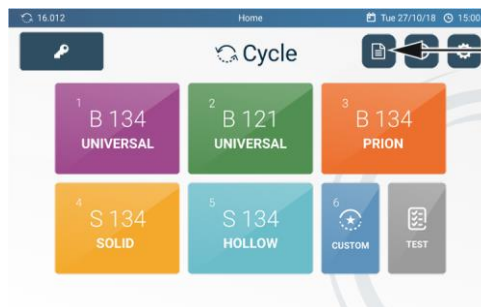 16.012
Home
Tue 27/10/18
15:00
Cycle
1
B 134
UNIVERSAL
2
B 121
UNIVERSAL
3
B 134
PRION
4
S 134
SOLID
5
S 134
HOLLOW
6
CUSTOM
TEST